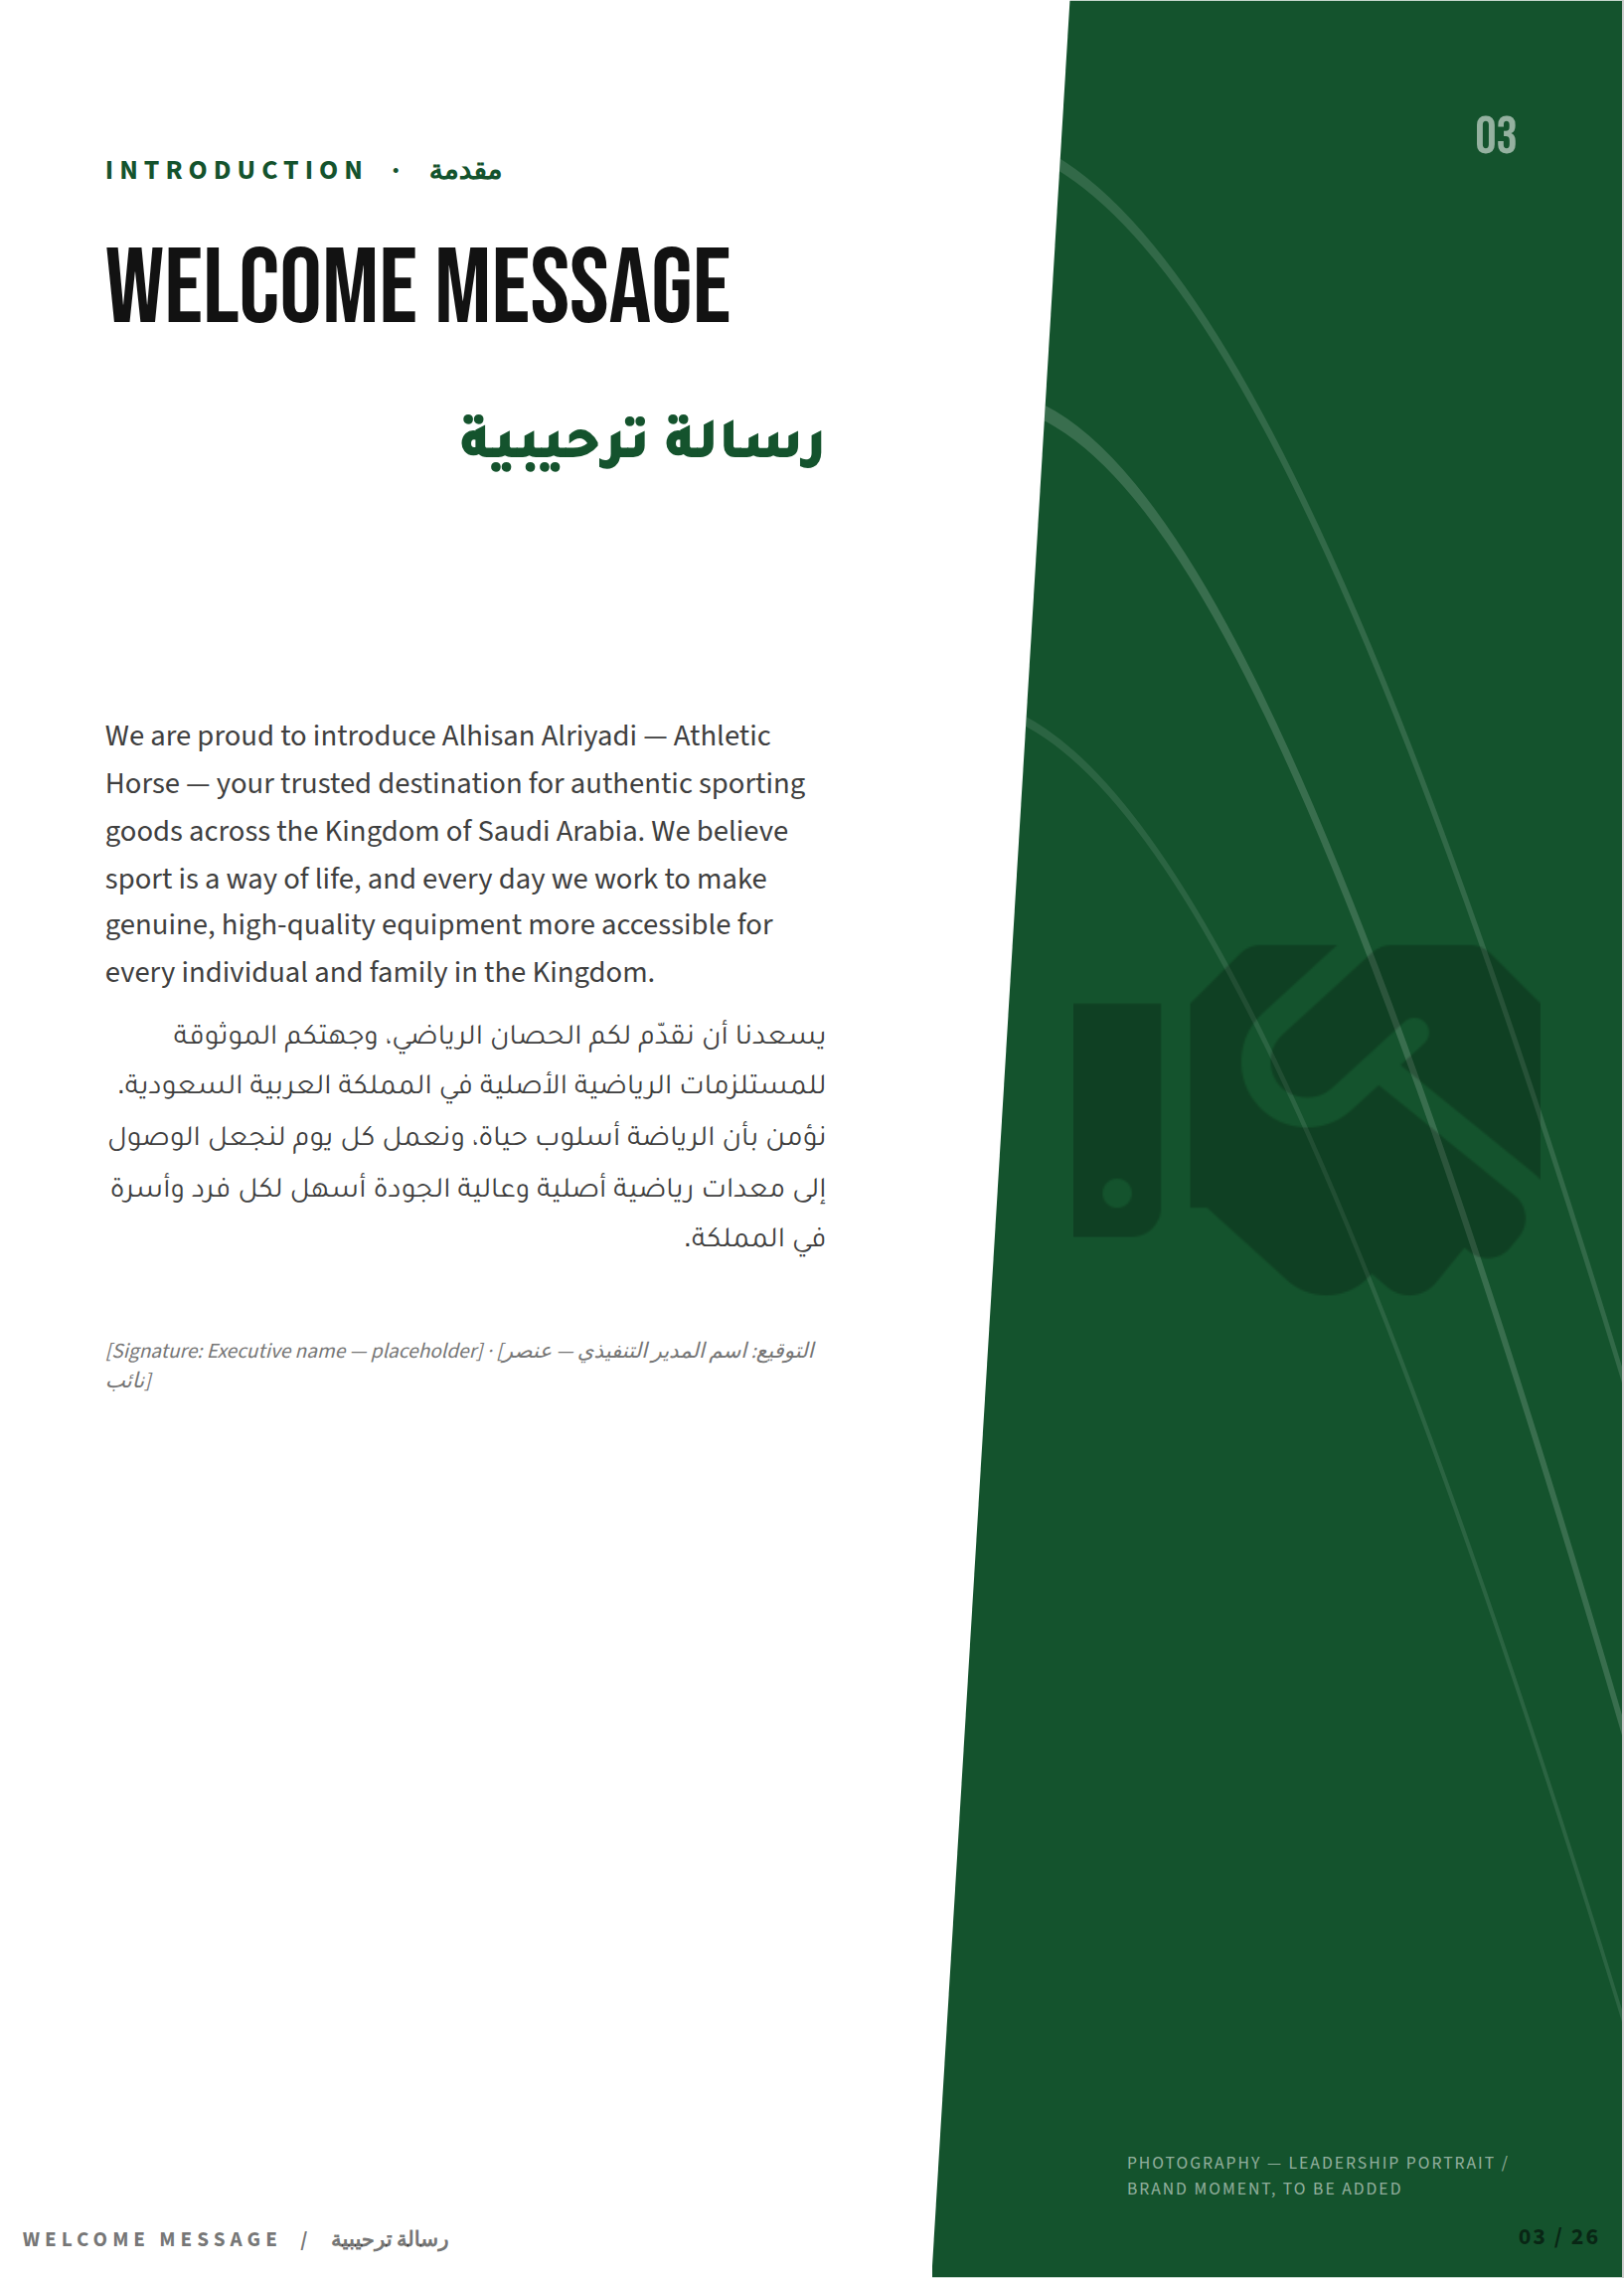 INTRODUCTION · مقدمة
03
WELCOME MESSAGE
رسالة ترحيبية
We are proud to introduce Alhisan Alriyadi — Athletic
Horse — your trusted destination for authentic sporting
goods across the Kingdom of Saudi Arabia. We believe
sport is a way of life, and every day we work to make
genuine, high-quality equipment more accessible for
every individual and family in the Kingdom.
يسعدنا أن نقدّم لكم الحصان الرياضي، وجهتكم الموثوقة
للمستلزمات الرياضية الأصلية في المملكة العربية السعودية.
نؤمن بأن الرياضة أسلوب حياة، ونعمل كل يوم لنجعل الوصول
إلى معدات رياضية أصلية وعالية الجودة أسهل لكل فرد وأسرة
في المملكة.
[Signature: Executive name — placeholder] · [التوقيع: اسم المدير التنفيذي — عنصر
نائب]
PHOTOGRAPHY — LEADERSHIP PORTRAIT /
BRAND MOMENT, TO BE ADDED
WELCOME MESSAGE / رسالة ترحيبية
03 / 26